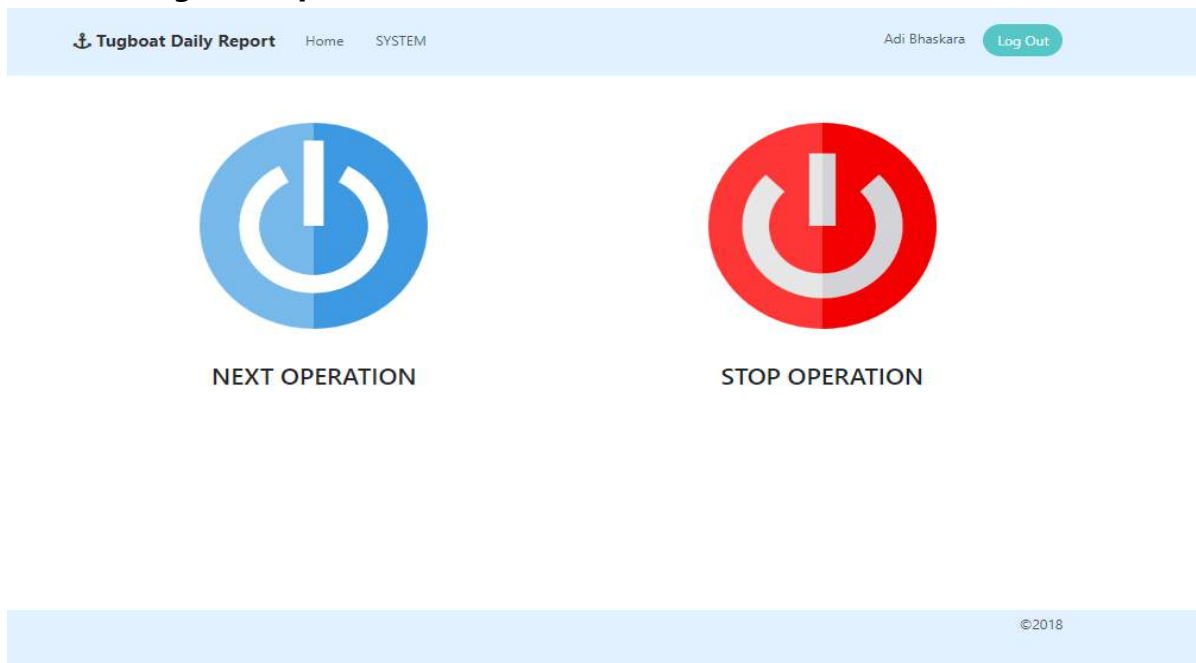 Tugboat Daily Report Home SYSTEM Adi Bhaskara Log Out
NEXT OPERATION STOP OPERATION
©2018